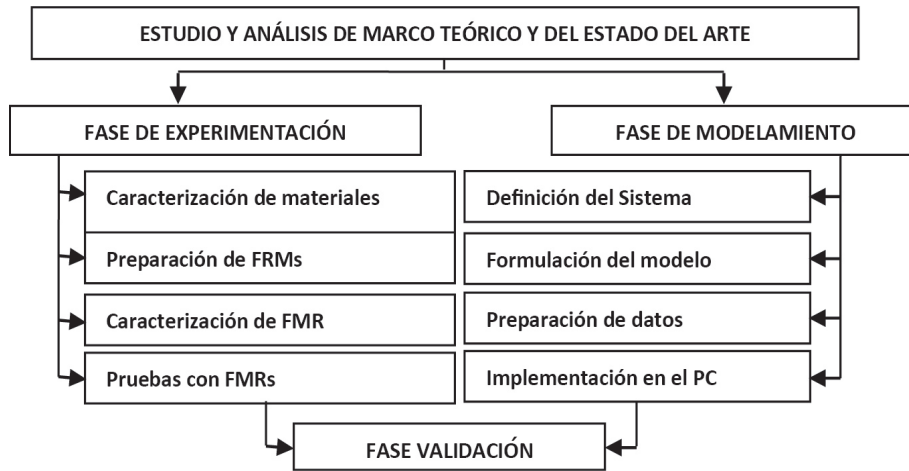 ESTUDIO Y ANÁLISIS DE MARCO TEÓRICO Y DEL ESTADO DEL ARTE
FASE DE EXPERIMENTACIÓN
Caracterización de materiales
Preparación de FRMs
Caracterización de FMR
Pruebas con FMRs
FASE DE MODELAMIENTO
Definición del Sistema
Formulación del modelo
Preparación de datos
Implementación en el PC
FASE VALIDACIÓN